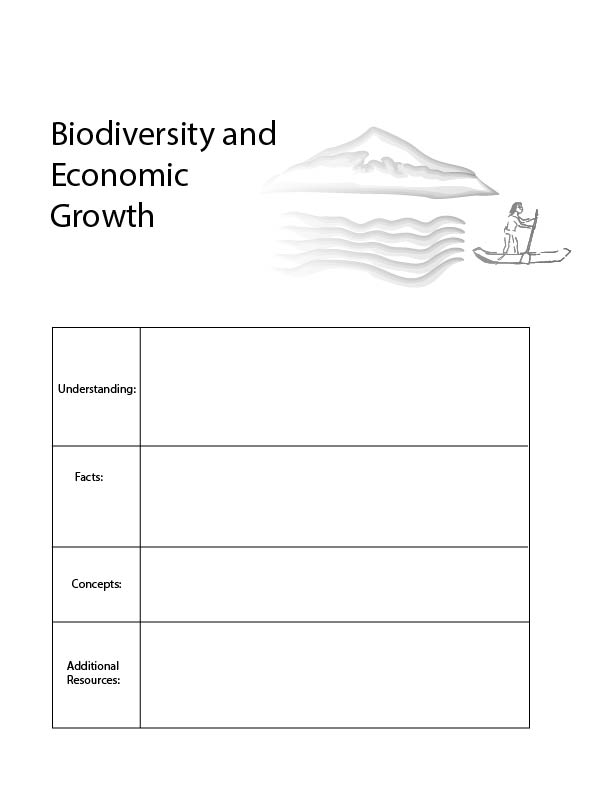 Biodiversity and
Economic
Growth
Understanding:
Facts:
Concepts:
Additional
Resources: